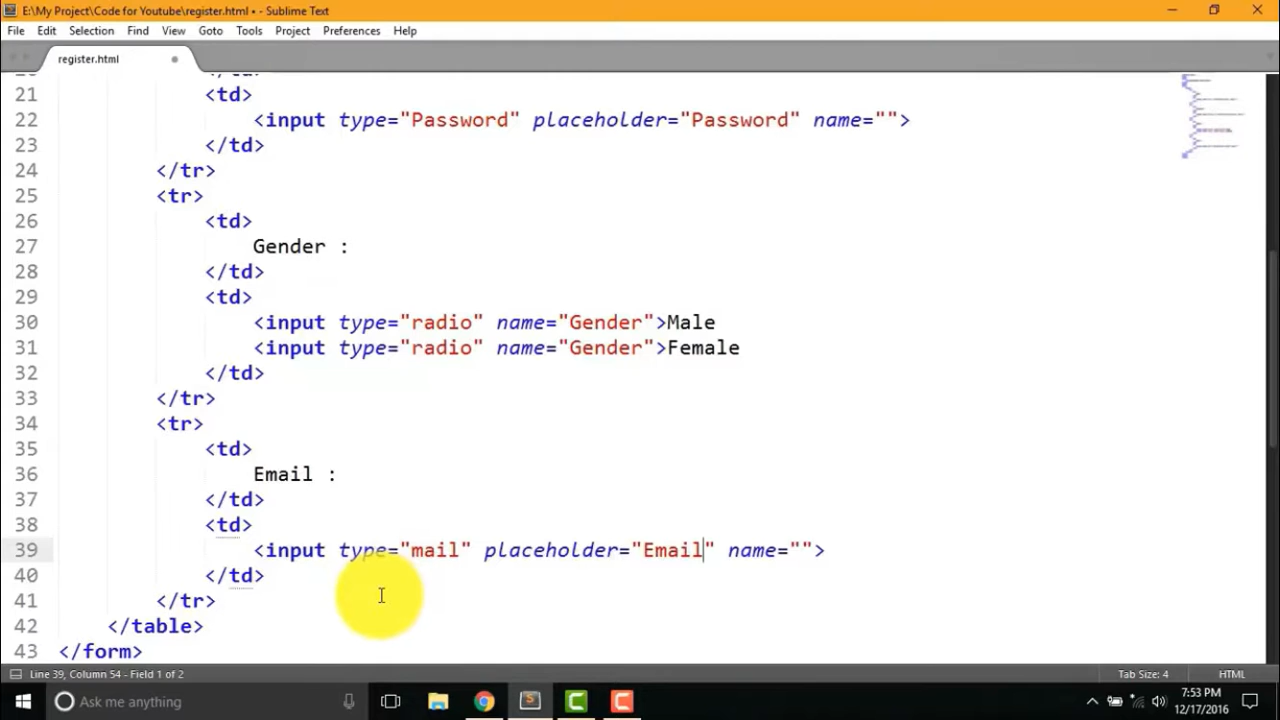 E:\My Project\Code for Youtube\register.html • - Sublime Text
File Edit Selection Find View Goto Tools Project Preferences Help
register.html
20 </td>
21 <td>
22 <input type="Password" placeholder="Password" name="">
23 </td>
24 </tr>
25 <tr>
26 <td>
27 Gender :
28 </td>
29 <td>
30 <input type="radio" name="Gender">Male
31 <input type="radio" name="Gender">Female
32 </td>
33 </tr>
34 <tr>
35 <td>
36 Email :
37 </td>
38 <td>
39 <input type="mail" placeholder="Email" name="">
40 </td>
41 </tr>
42 </table>
43 </form>
Line 39, Column 54 - Field 1 of 2 Tab Size: 4 HTML
Ask me anything 7:53 PM
12/17/2016